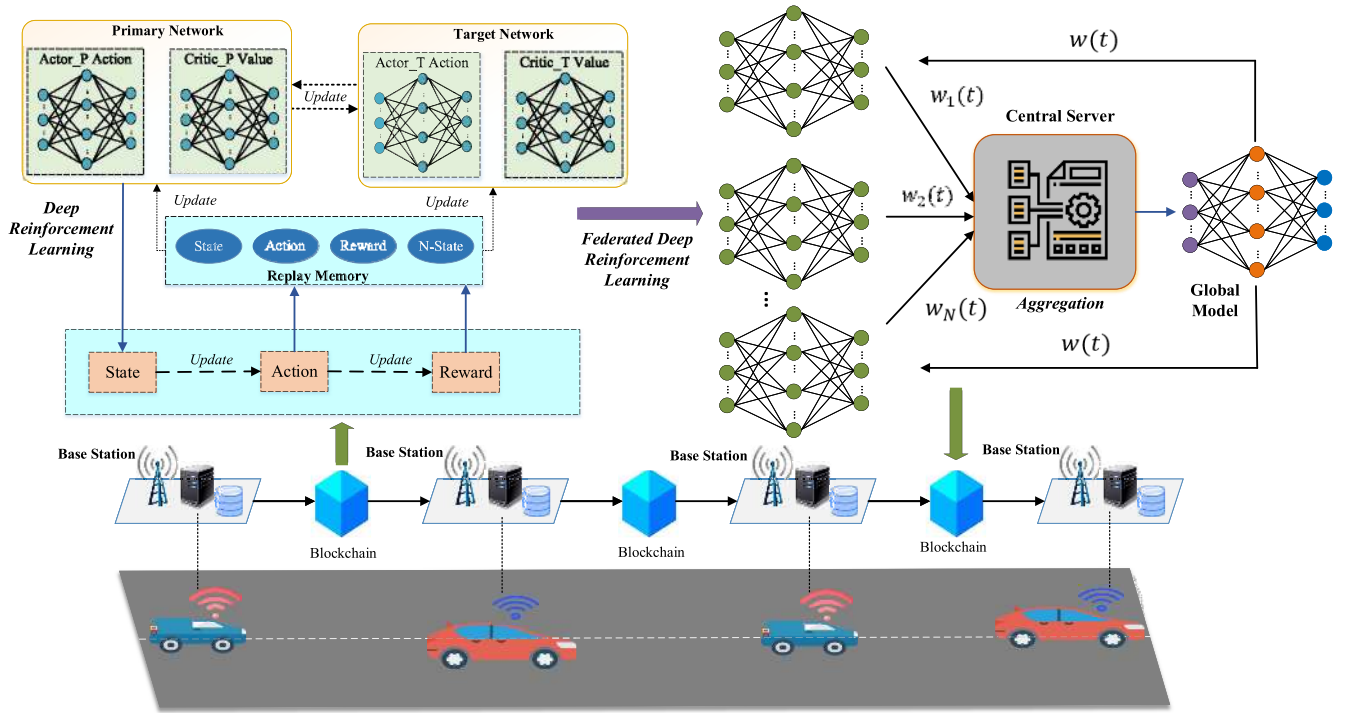 Primary Network
Actor_P Action
Critic_P Value
Update
Target Network
Actor_T Action
Critic_T Value
Deep
Reinforcement
Learning
Update
Update
State
Action
Reward
N-State
Replay Memory
State
Update
Action
Update
Reward
Federated Deep
Reinforcement
Learning
w(t)
w₁(t)
w₂(t)
w_N(t)
Central Server
Aggregation
Global
Model
w(t)
Base Station
Base Station
Base Station
Base Station
Blockchain
Blockchain
Blockchain